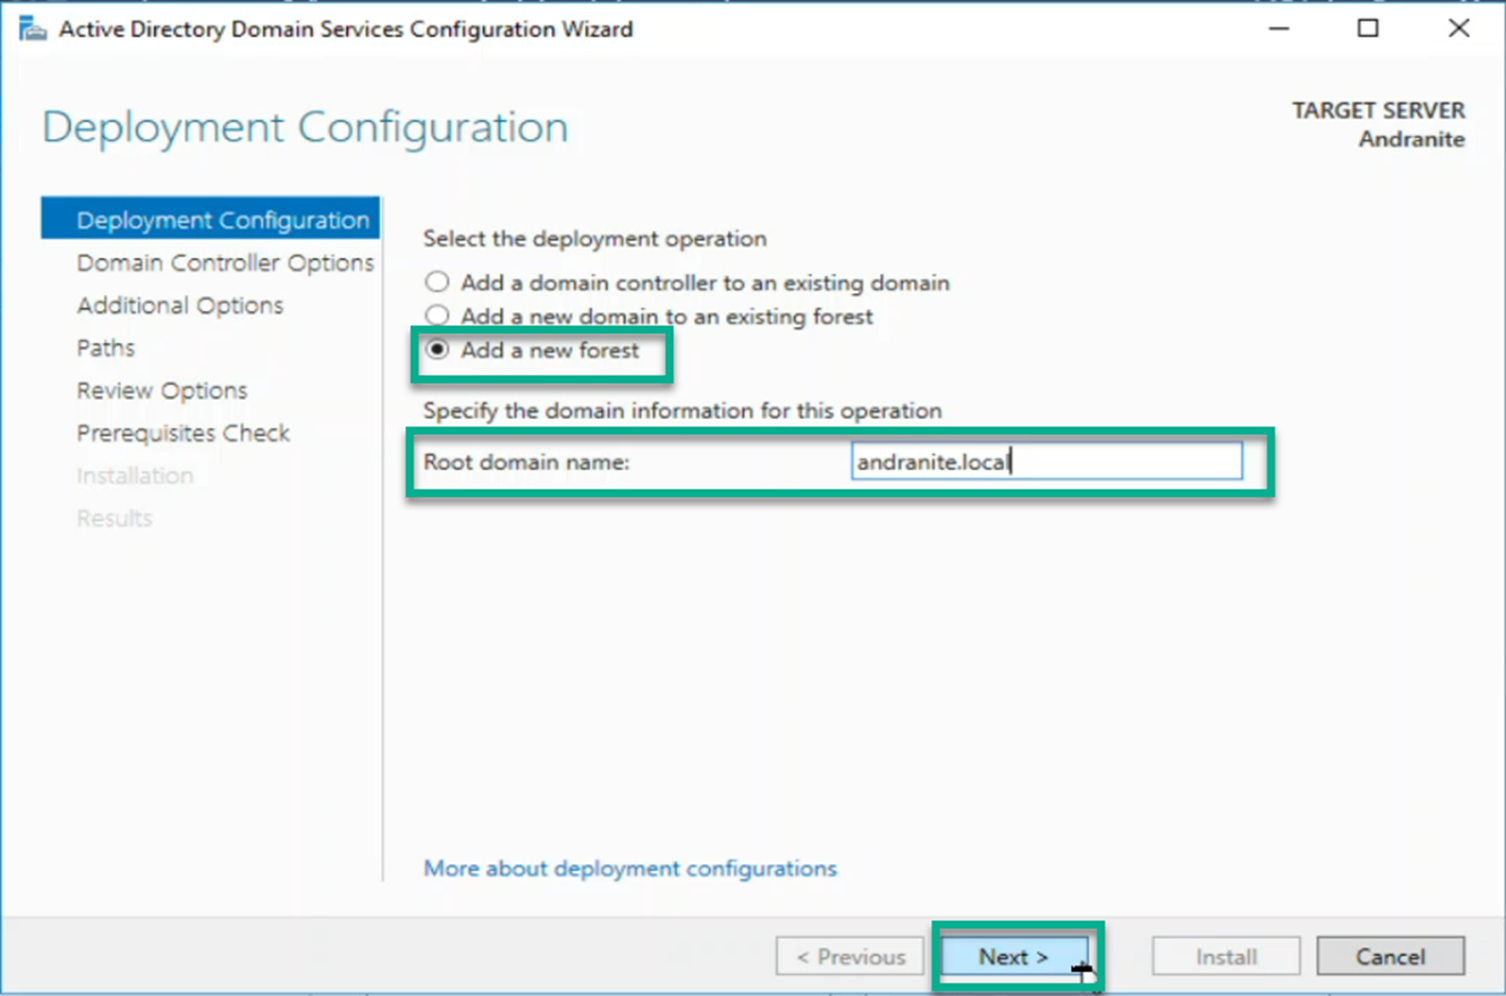 Active Directory Domain Services Configuration Wizard
Deployment Configuration
TARGET SERVER
Andranite
Deployment Configuration
Domain Controller Options
Additional Options
Paths
Review Options
Prerequisites Check
Installation
Results
Select the deployment operation
Add a domain controller to an existing domain
Add a new domain to an existing forest
Add a new forest
Specify the domain information for this operation
Root domain name: andranite.local
More about deployment configurations
< Previous Next > Install Cancel